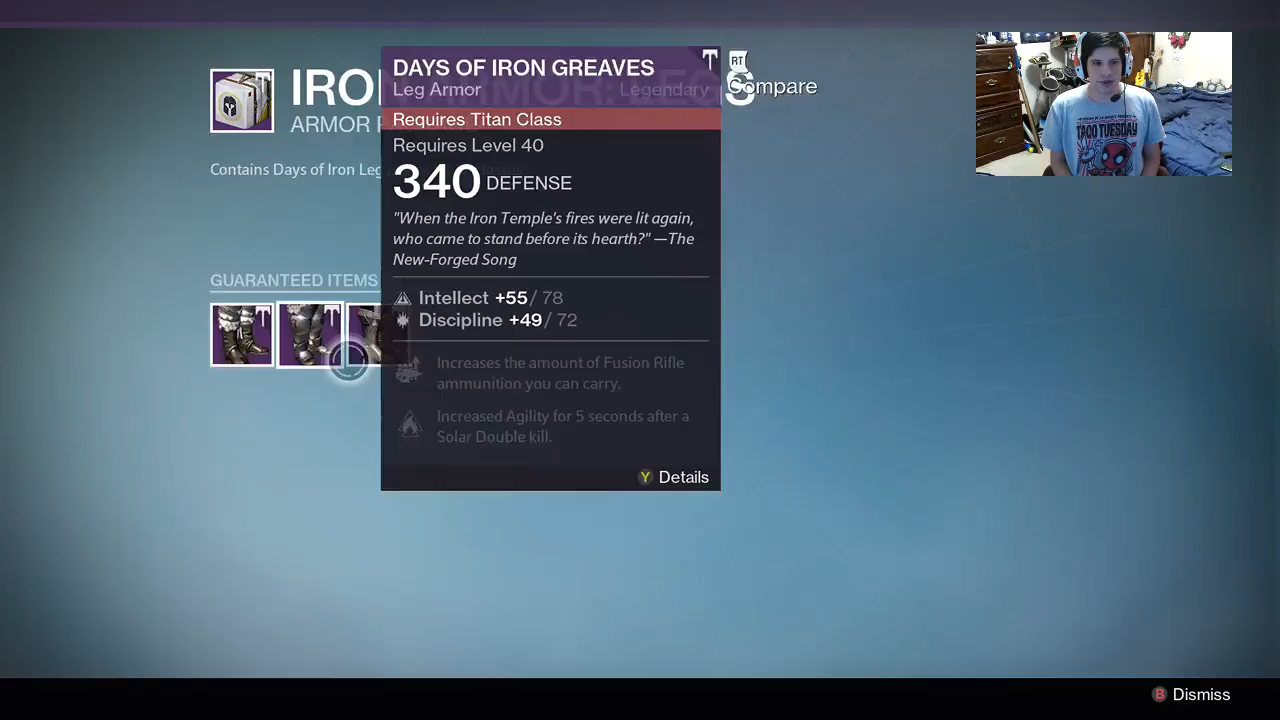 DAYS OF IRON GREAVES
RT
Compare
IRO
S
Leg Armor
Legendary
ARMOR
Requires Titan Class
Requires Level 40
Contains Days of Iron Leg
340 DEFENSE
"When the Iron Temple's fires were lit again,
who came to stand before its hearth?" —The
New-Forged Song
GUARANTEED ITEMS
Intellect +55 / 78
Discipline +49 / 72
Increases the amount of Fusion Rifle
ammunition you can carry.
Increased Agility for 5 seconds after a
Solar Double kill.
Y Details
B Dismiss
TACO TUESDAY